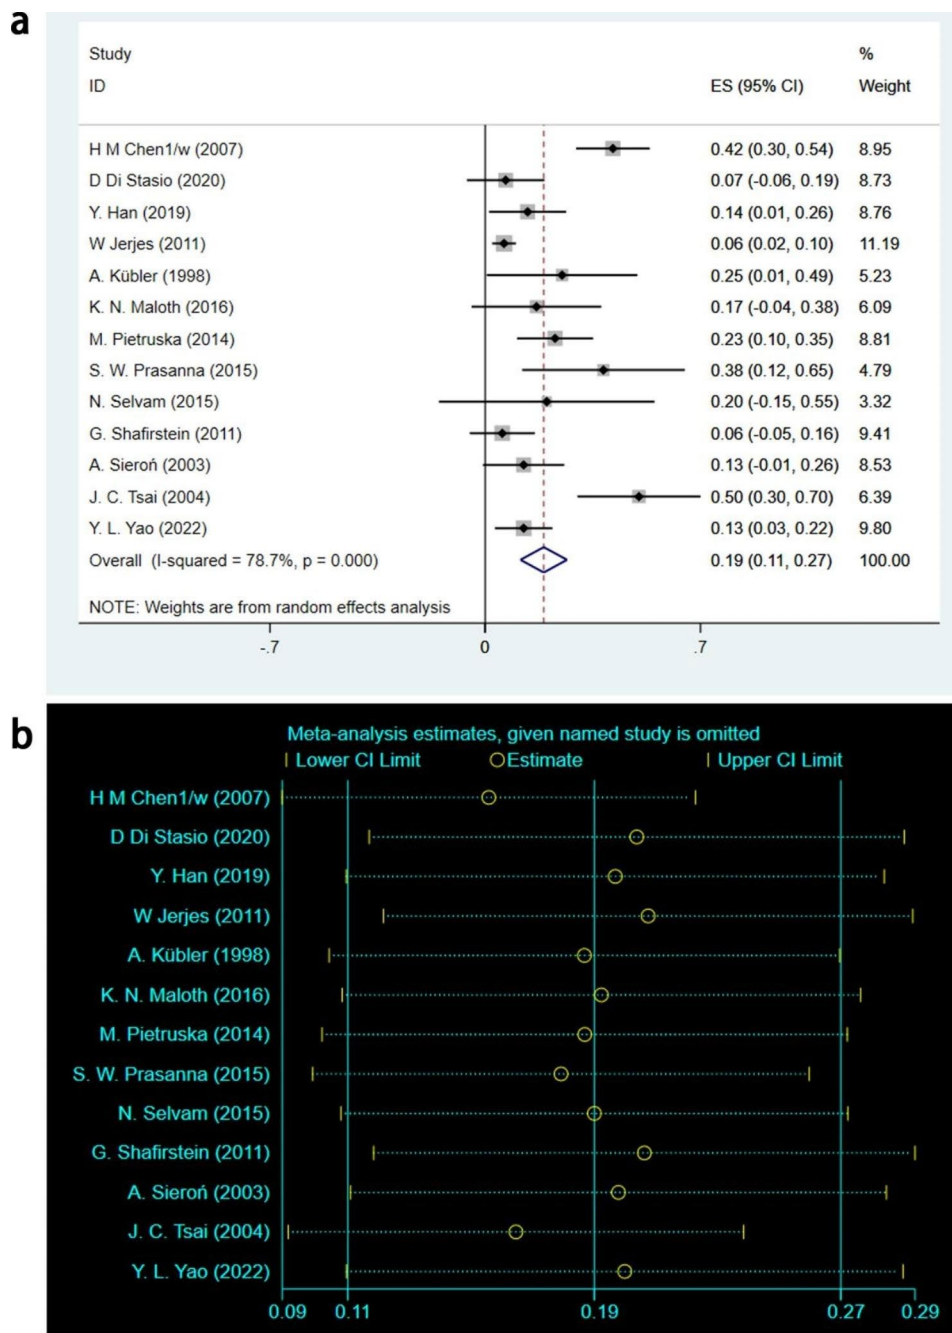 a
Study %
ID ES (95% CI) Weight
H M Chen1/w (2007) 0.42 (0.30, 0.54) 8.95
D Di Stasio (2020) 0.07 (-0.06, 0.19) 8.73
Y. Han (2019) 0.14 (0.01, 0.26) 8.76
W Jerjes (2011) 0.06 (0.02, 0.10) 11.19
A. Kübler (1998) 0.25 (0.01, 0.49) 5.23
K. N. Maloth (2016) 0.17 (-0.04, 0.38) 6.09
M. Pietruska (2014) 0.23 (0.10, 0.35) 8.81
S. W. Prasanna (2015) 0.38 (0.12, 0.65) 4.79
N. Selvam (2015) 0.20 (-0.15, 0.55) 3.32
G. Shafirstein (2011) 0.06 (-0.05, 0.16) 9.41
A. Sieroń (2003) 0.13 (-0.01, 0.26) 8.53
J. C. Tsai (2004) 0.50 (0.30, 0.70) 6.39
Y. L. Yao (2022) 0.13 (0.03, 0.22) 9.80
Overall (I-squared = 78.7%, p = 0.000) 0.19 (0.11, 0.27) 100.00
NOTE: Weights are from random effects analysis
-.7 0 .7
b
Meta-analysis estimates, given named study is omitted
Lower CI Limit Estimate Upper CI Limit
H M Chen1/w (2007)
D Di Stasio (2020)
Y. Han (2019)
W Jerjes (2011)
A. Kübler (1998)
K. N. Maloth (2016)
M. Pietruska (2014)
S. W. Prasanna (2015)
N. Selvam (2015)
G. Shafirstein (2011)
A. Sieroń (2003)
J. C. Tsai (2004)
Y. L. Yao (2022)
0.09 0.11 0.19 0.27 0.29